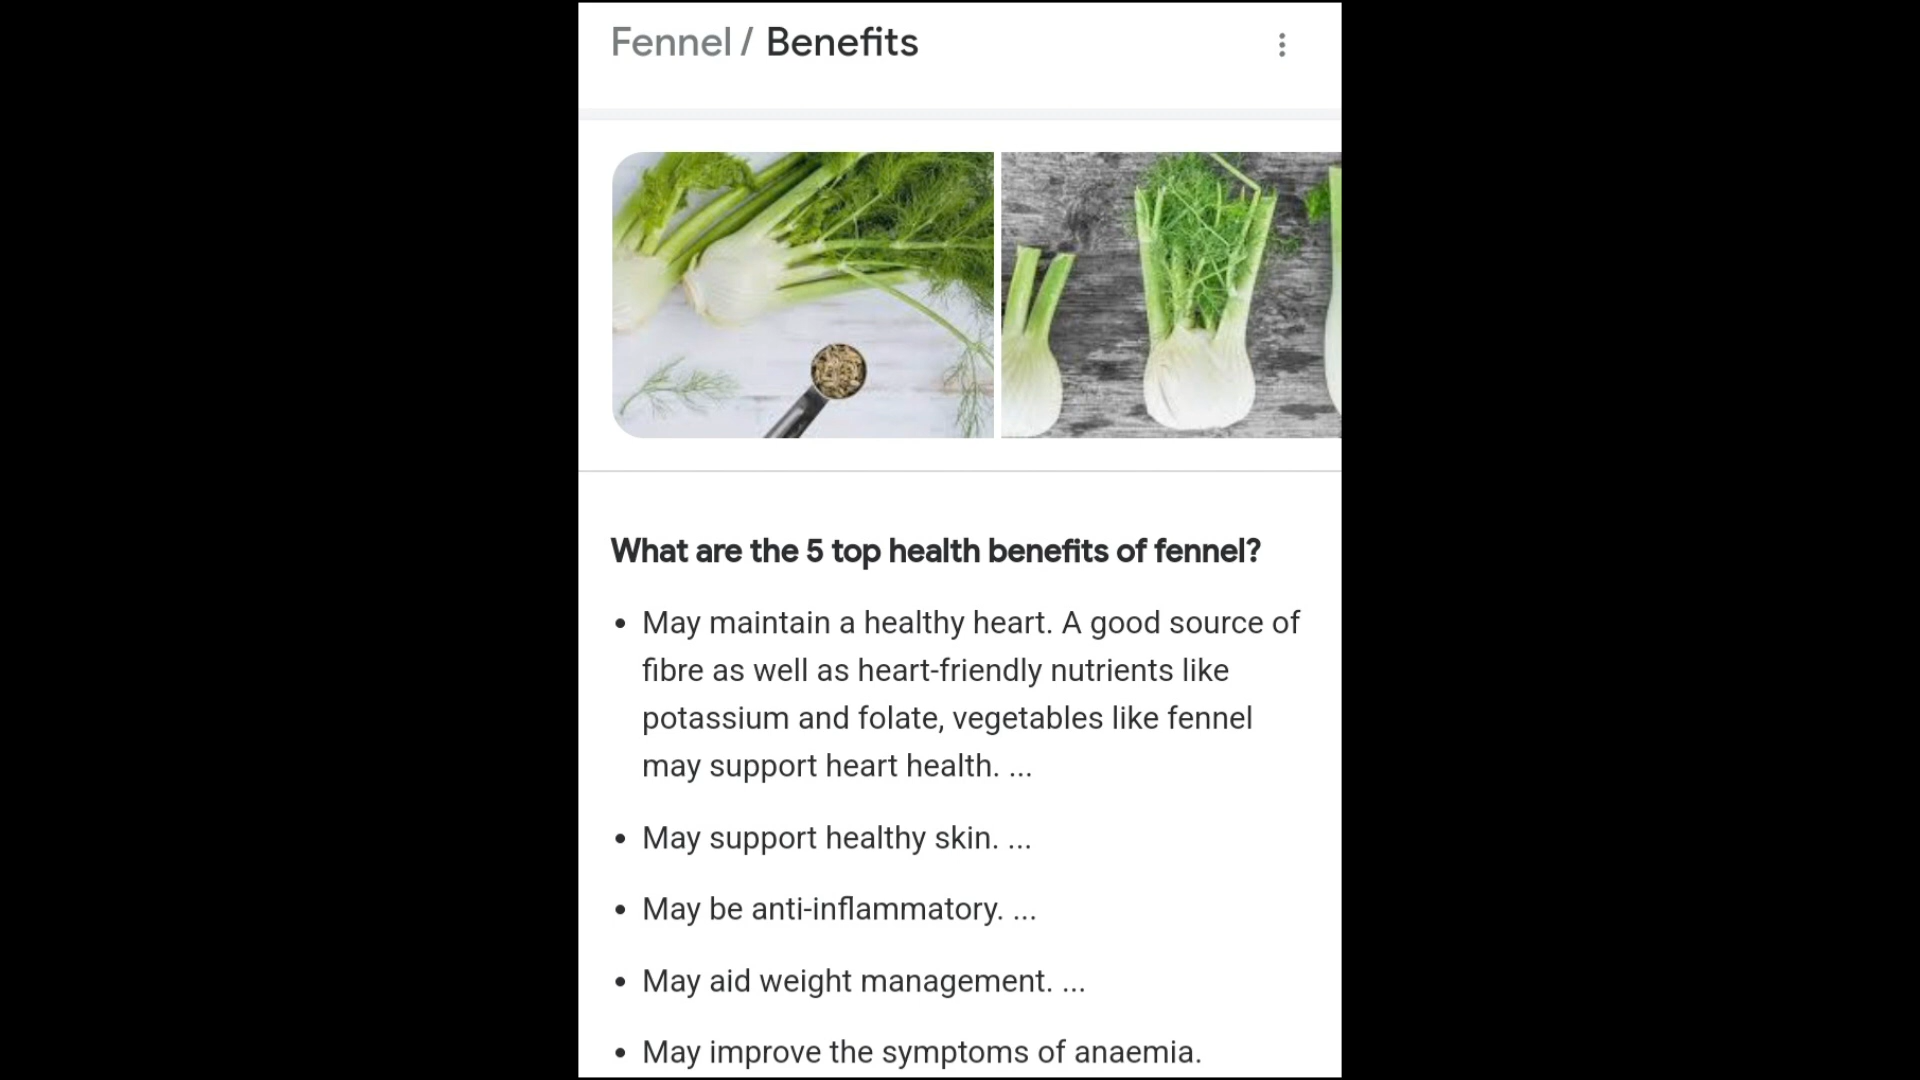 Fennel / Benefits
What are the 5 top health benefits of fennel?
• May maintain a healthy heart. A good source of
fibre as well as heart-friendly nutrients like
potassium and folate, vegetables like fennel
may support heart health. ...
• May support healthy skin. ...
• May be anti-inflammatory. ...
• May aid weight management. ...
• May improve the symptoms of anaemia.